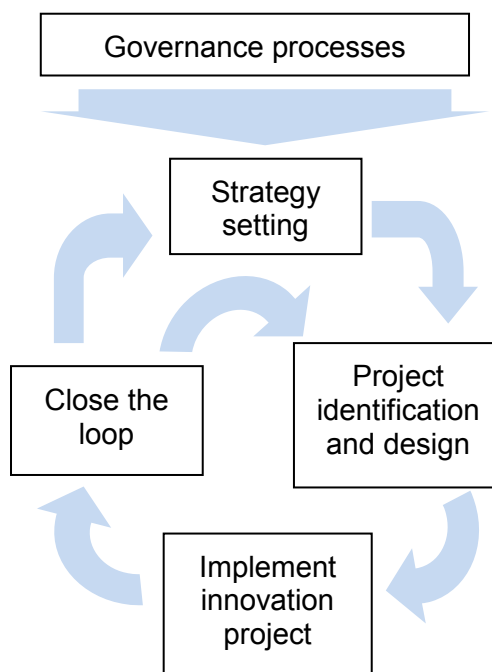 Governance processes
Strategy
setting
Close the
loop
Project
identification
and design
Implement
innovation
project